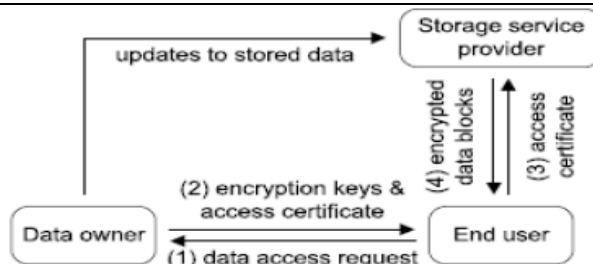 Storage service
provider
updates to stored data
(4) encrypted
data blocks
(3) access
certificate
(2) encryption keys &
access certificate
Data owner
End user
(1) data access request